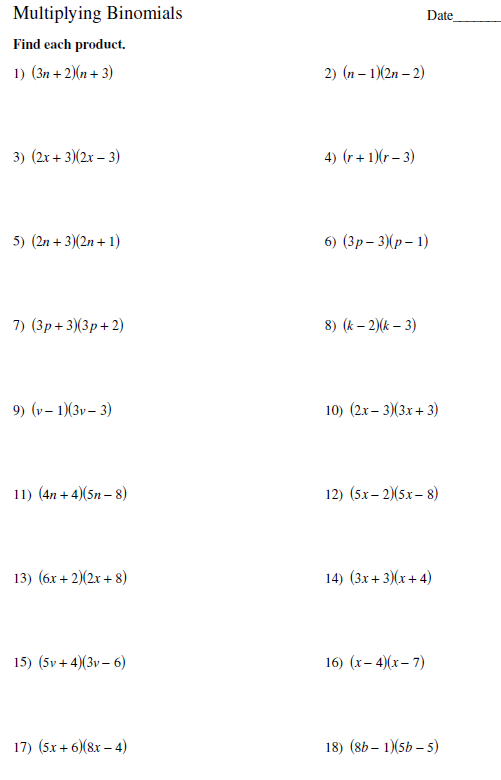 Multiplying Binomials Date______
Find each product.
1) (3n + 2)(n + 3) 2) (n – 1)(2n – 2)
3) (2x + 3)(2x – 3) 4) (r + 1)(r – 3)
5) (2n + 3)(2n + 1) 6) (3p – 3)(p – 1)
7) (3p + 3)(3p + 2) 8) (k – 2)(k – 3)
9) (v – 1)(3v – 3) 10) (2x – 3)(3x + 3)
11) (4n + 4)(5n – 8) 12) (5x – 2)(5x – 8)
13) (6x + 2)(2x + 8) 14) (3x + 3)(x + 4)
15) (5v + 4)(3v – 6) 16) (x – 4)(x – 7)
17) (5x + 6)(8x – 4) 18) (8b – 1)(5b – 5)